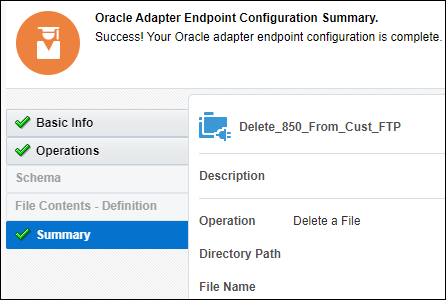 Oracle Adapter Endpoint Configuration Summary.
Success! Your Oracle adapter endpoint configuration is complete.
Basic Info
Operations
Schema
File Contents - Definition
Summary
Delete_850_From_Cust_FTP
Description
Operation Delete a File
Directory Path
File Name